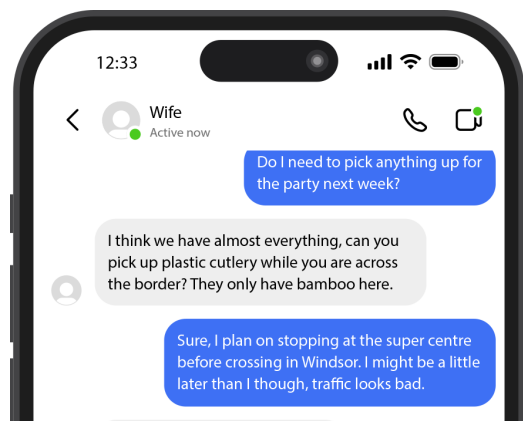 12:33
Wife
Active now
Do I need to pick anything up for
the party next week?
I think we have almost everything, can you
pick up plastic cutlery while you are across
the border? They only have bamboo here.
Sure, I plan on stopping at the super centre
before crossing in Windsor. I might be a little
later than I though, traffic looks bad.